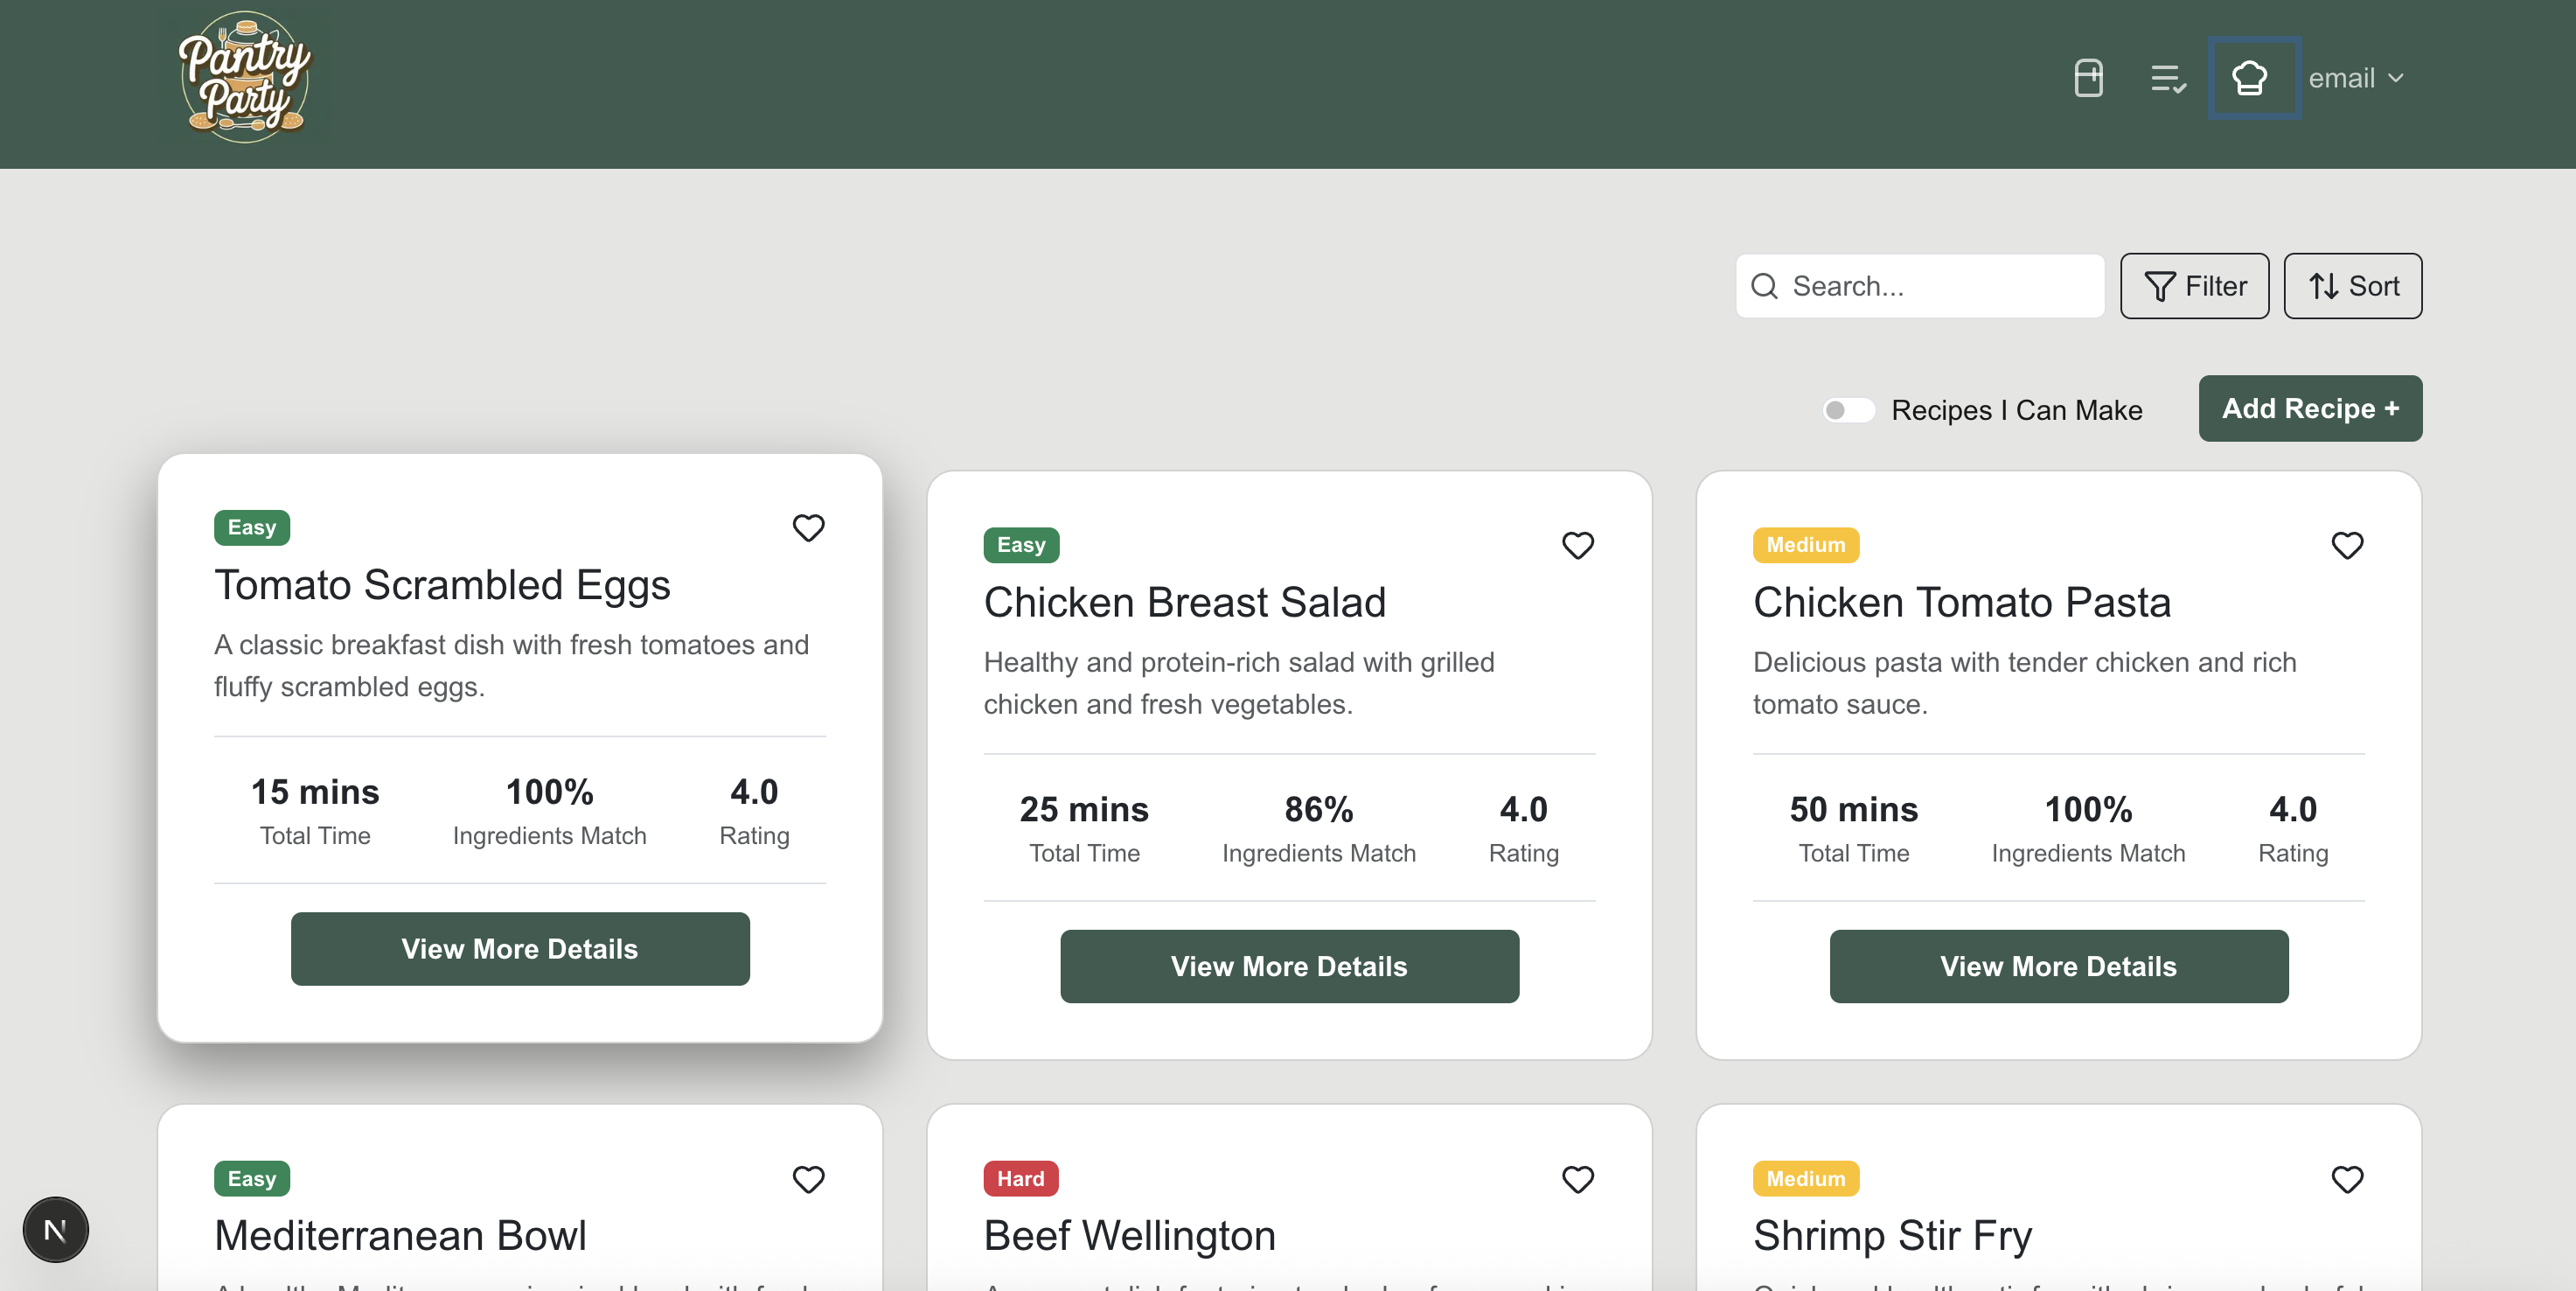 Pantry
Party
email
Search...
Filter
Sort
Recipes I Can Make
Add Recipe +
Easy
Tomato Scrambled Eggs
A classic breakfast dish with fresh tomatoes and
fluffy scrambled eggs.
15 mins
Total Time
100%
Ingredients Match
4.0
Rating
View More Details
Easy
Chicken Breast Salad
Healthy and protein-rich salad with grilled
chicken and fresh vegetables.
25 mins
Total Time
86%
Ingredients Match
4.0
Rating
View More Details
Medium
Chicken Tomato Pasta
Delicious pasta with tender chicken and rich
tomato sauce.
50 mins
Total Time
100%
Ingredients Match
4.0
Rating
View More Details
Easy
Mediterranean Bowl
Hard
Beef Wellington
Medium
Shrimp Stir Fry
N